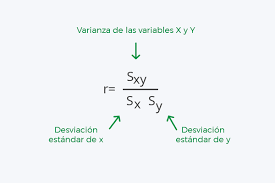 Varianza de las variables X y Y
r= Sxy
Sx Sy
Desviación
estándar de x
Desviación
estándar de y